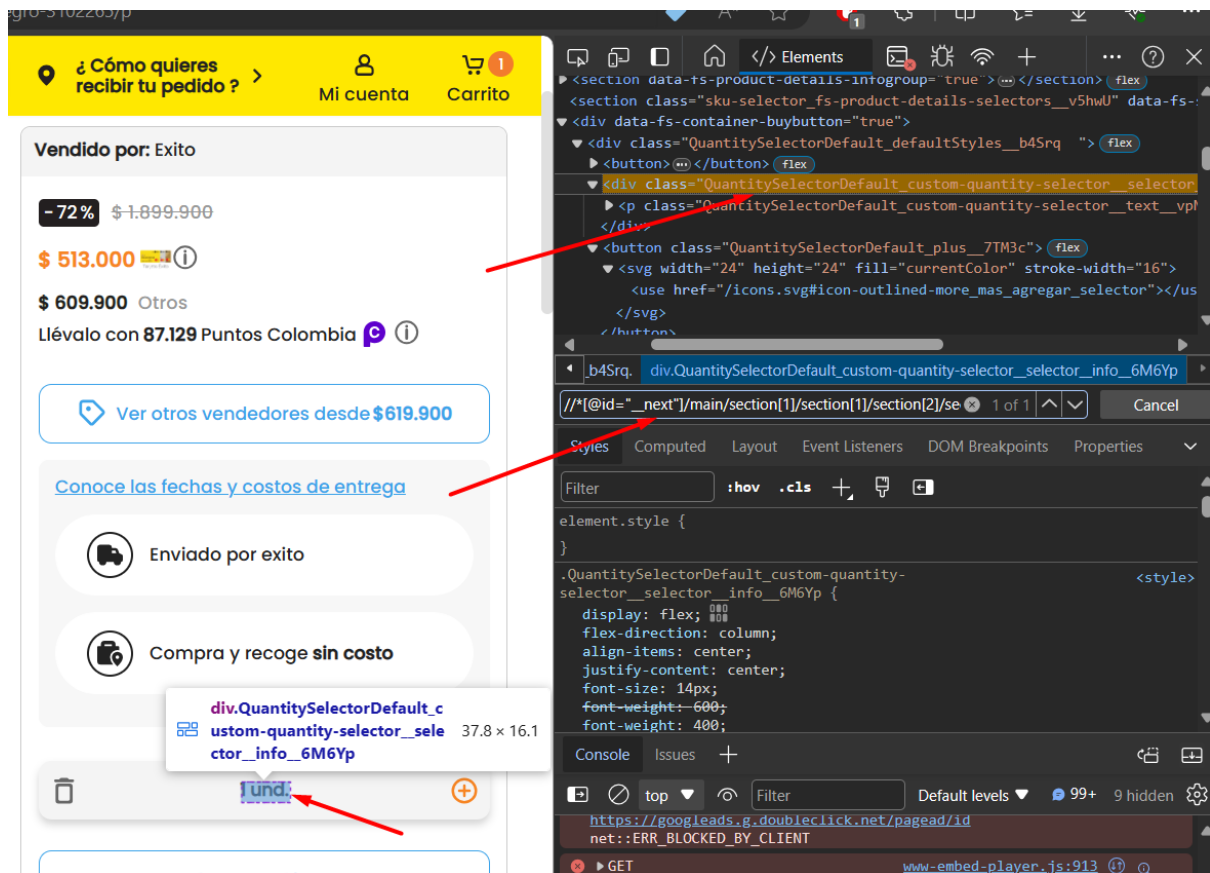 egro-3102265/p
1
¿ Cómo quieres
recibir tu pedido ?
Mi cuenta
1
Carrito
Vendido por: Exito
- 72 %
$ 1.899.900
$ 513.000
$ 609.900 Otros
Llévalo con 87.129 Puntos Colombia
Ver otros vendedores desde $619.900
Conoce las fechas y costos de entrega
Enviado por exito
Compra y recoge sin costo
div.QuantitySelectorDefault_c
ustom-quantity-selector__sele
ctor__info__6M6Yp
37.8 × 16.1
1 und.
</> Elements
<section data-fs-product-details-infogroup="true">…</section> flex
<section class="sku-selector_fs-product-details-selectors__v5hwU" data-fs-
<div data-fs-container-buybutton="true">
<div class="QuantitySelectorDefault_defaultStyles__b4Srq "> flex
<button>…</button> flex
<div class="QuantitySelectorDefault_custom-quantity-selector__selector_
<p class="QuantitySelectorDefault_custom-quantity-selector__text__vpM
</div>
<button class="QuantitySelectorDefault_plus__7TM3c"> flex
<svg width="24" height="24" fill="currentColor" stroke-width="16">
<use href="/icons.svg#icon-outlined-more_mas_agregar_selector"></us
</svg>
</button>
_b4Srq. div.QuantitySelectorDefault_custom-quantity-selector__selector__info__6M6Yp
//*[@id="__next"]/main/section[1]/section[1]/section[2]/se 1 of 1 Cancel
Styles Computed Layout Event Listeners DOM Breakpoints Properties
Filter :hov .cls
element.style {
}
.QuantitySelectorDefault_custom-quantity- <style>
selector__selector__info__6M6Yp {
display: flex;
flex-direction: column;
align-items: center;
justify-content: center;
font-size: 14px;
font-weight: 600;
font-weight: 400;
Console Issues
top Filter Default levels 99+ 9 hidden
https://googleads.g.doubleclick.net/pagead/id
net::ERR_BLOCKED_BY_CLIENT
GET www-embed-player.js:913